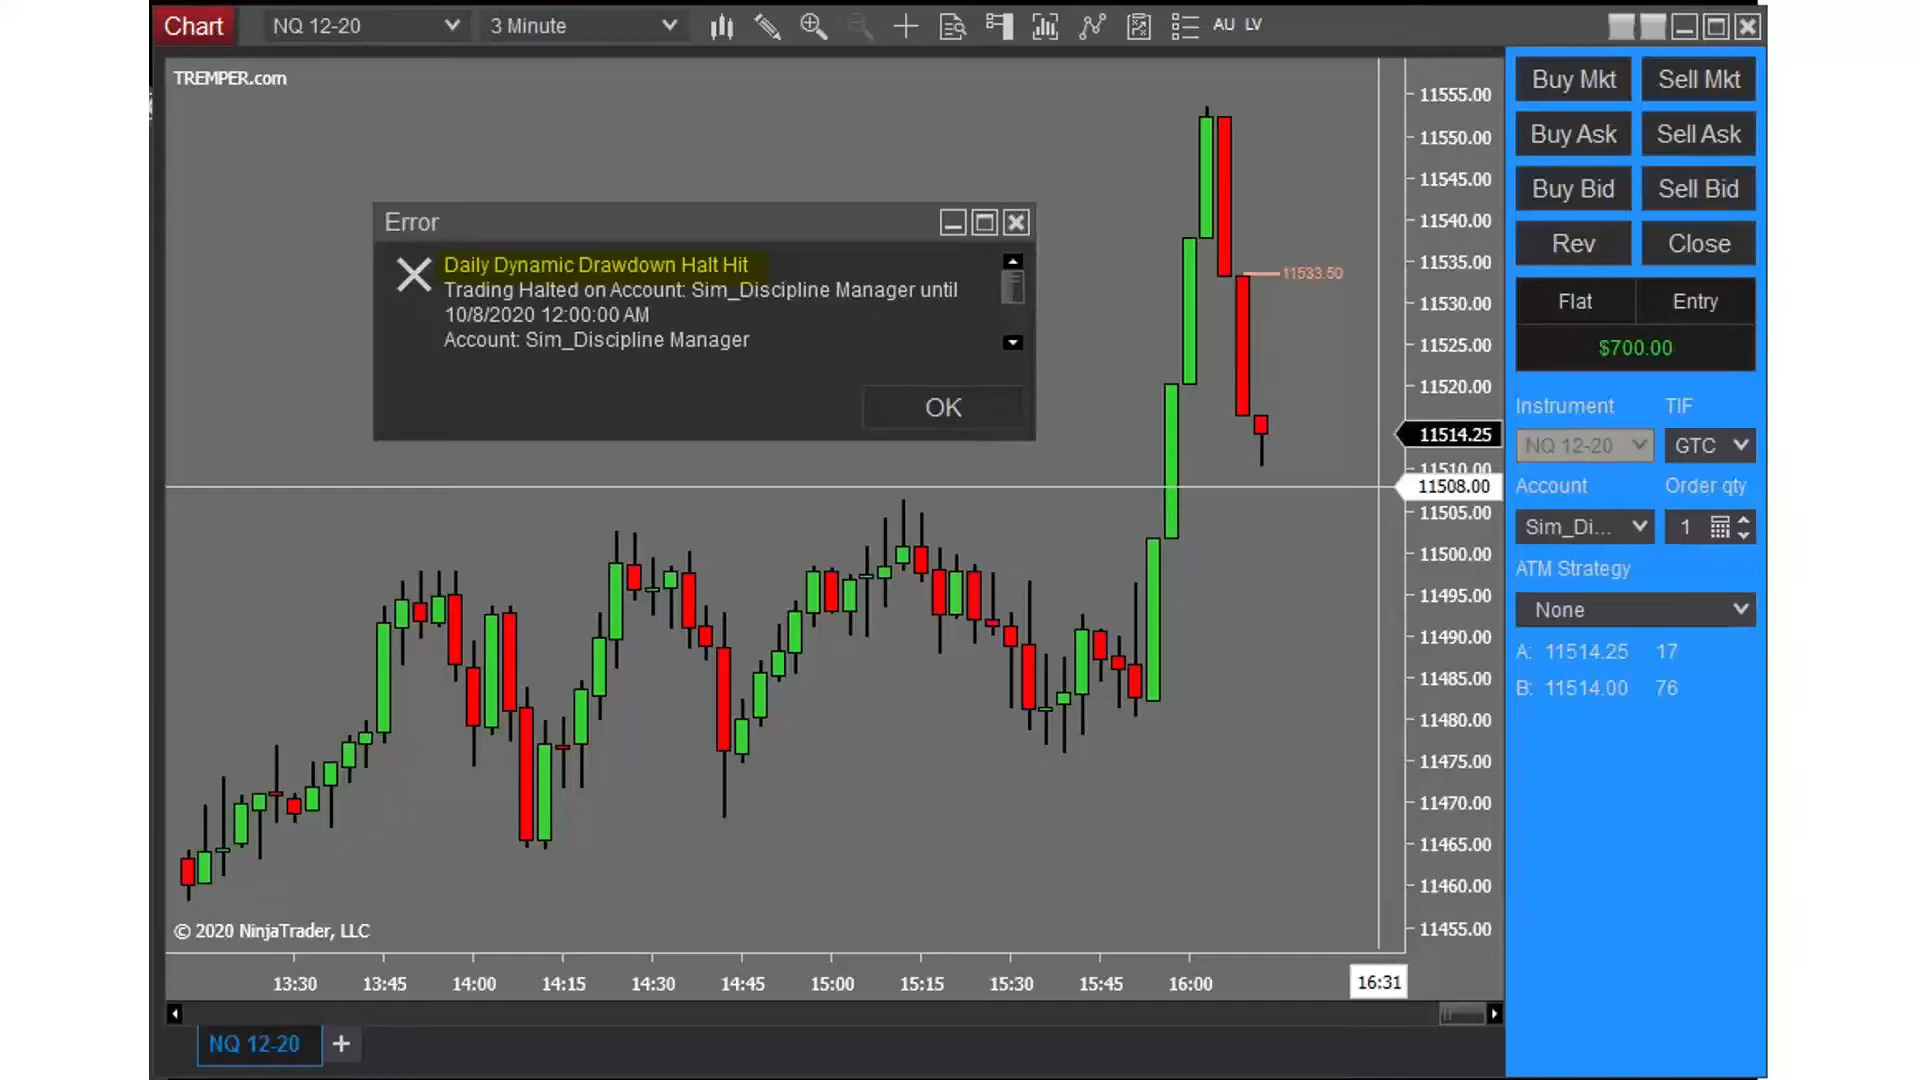 Chart NQ 12-20 3 Minute AU LV
TREMPER.com
Error
Daily Dynamic Drawdown Halt Hit
Trading Halted on Account: Sim_Discipline Manager until
10/8/2020 12:00:00 AM
Account: Sim_Discipline Manager
OK
11533.50
11555.00
11550.00
11545.00
11540.00
11535.00
11530.00
11525.00
11520.00
11514.25
11510.00
11508.00
11505.00
11500.00
11495.00
11490.00
11485.00
11480.00
11475.00
11470.00
11465.00
11460.00
11455.00
© 2020 NinjaTrader, LLC
13:30 13:45 14:00 14:15 14:30 14:45 15:00 15:15 15:30 15:45 16:00 16:31
NQ 12-20 +
Buy Mkt Sell Mkt
Buy Ask Sell Ask
Buy Bid Sell Bid
Rev Close
Flat Entry
$700.00
Instrument TIF
NQ 12-20 GTC
Account Order qty
Sim_Di... 1
ATM Strategy
None
A: 11514.25 17
B: 11514.00 76